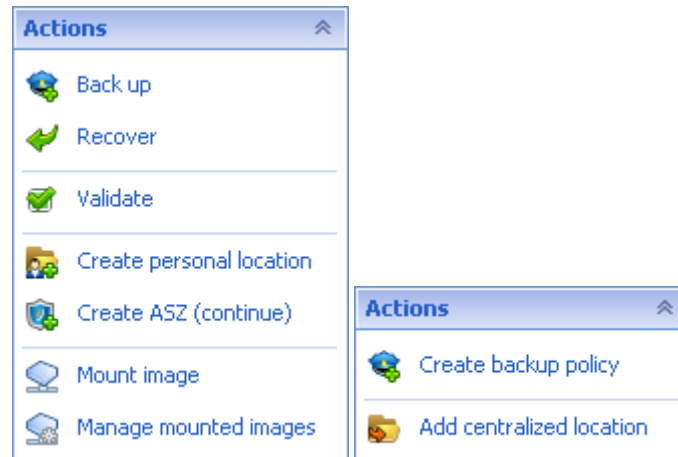 Actions
Back up
Recover
Validate
Create personal location
Create ASZ (continue)
Mount image
Manage mounted images
Actions
Create backup policy
Add centralized location